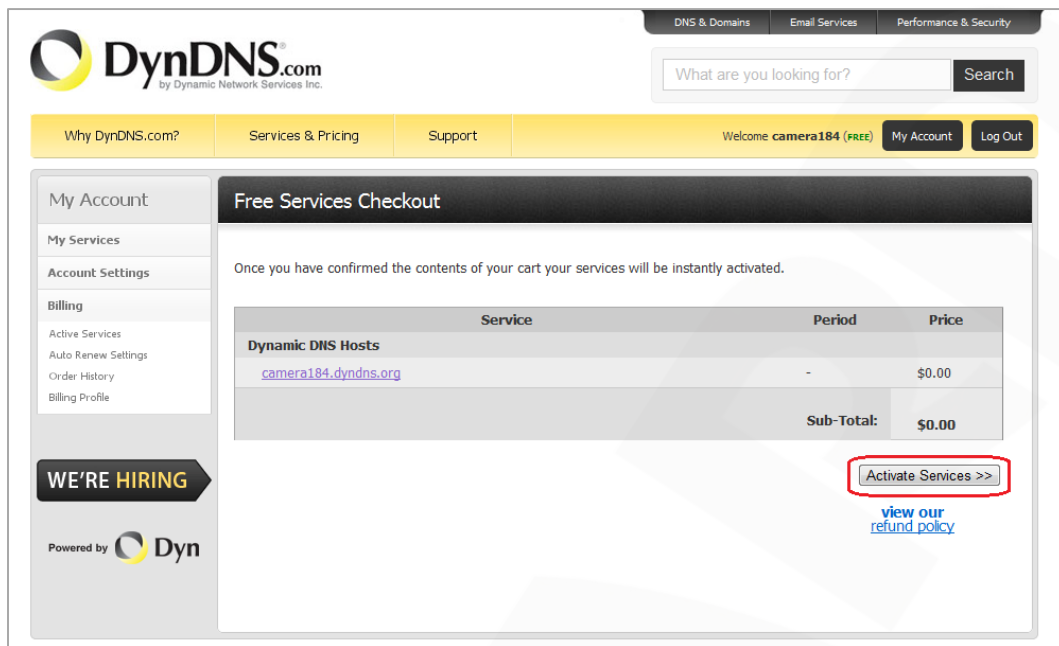 DNS & Domains Email Services Performance & Security
DynDNS®.com
by Dynamic Network Services Inc.
What are you looking for? Search
Why DynDNS.com? Services & Pricing Support Welcome camera184 (FREE) My Account Log Out
My Account
My Services
Account Settings
Billing
Active Services
Auto Renew Settings
Order History
Billing Profile
WE'RE HIRING
Powered by Dyn
Free Services Checkout
Once you have confirmed the contents of your cart your services will be instantly activated.
Service Period Price
Dynamic DNS Hosts
camera184.dyndns.org - $0.00
Sub-Total: $0.00
Activate Services >>
view our
refund policy